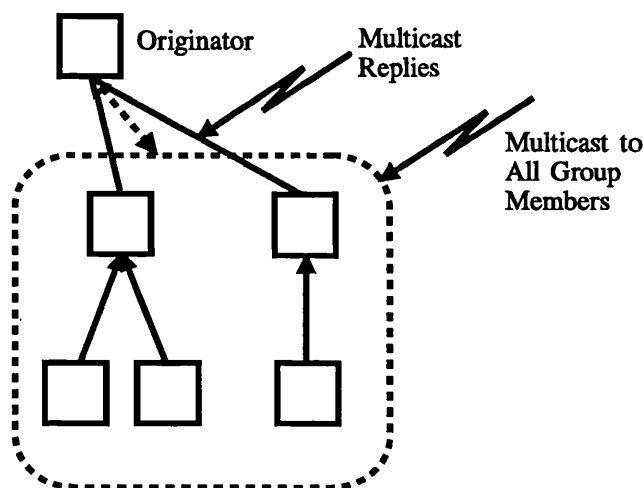 Originator
Multicast
Replies
Multicast to
All Group
Members